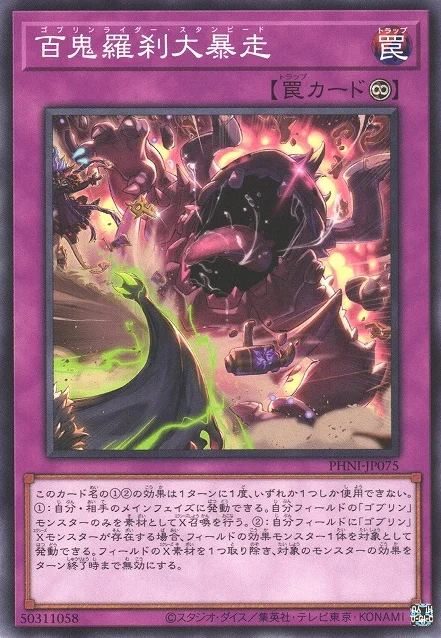 ゴブリンライダー・スタンピード
百鬼羅刹大暴走
トラップ
罠
トラップ
【罠カード∞】
PHNI-JP075
このカード名の①②の効果は1ターンに1度、いずれか1つしか使用できない。
①:自分・相手のメインフェイズに発動できる。自分フィールドの「ゴブリン」
モンスターのみを素材としてX召喚を行う。②:自分フィールドに「ゴブリン」
Xモンスターが存在する場合、フィールドの効果モンスター1体を対象として
発動できる。フィールドのX素材を1つ取り除き、対象のモンスターの効果を
ターン終了時まで無効にする。
50311058
©スタジオ・ダイス/集英社・テレビ東京・KONAMI